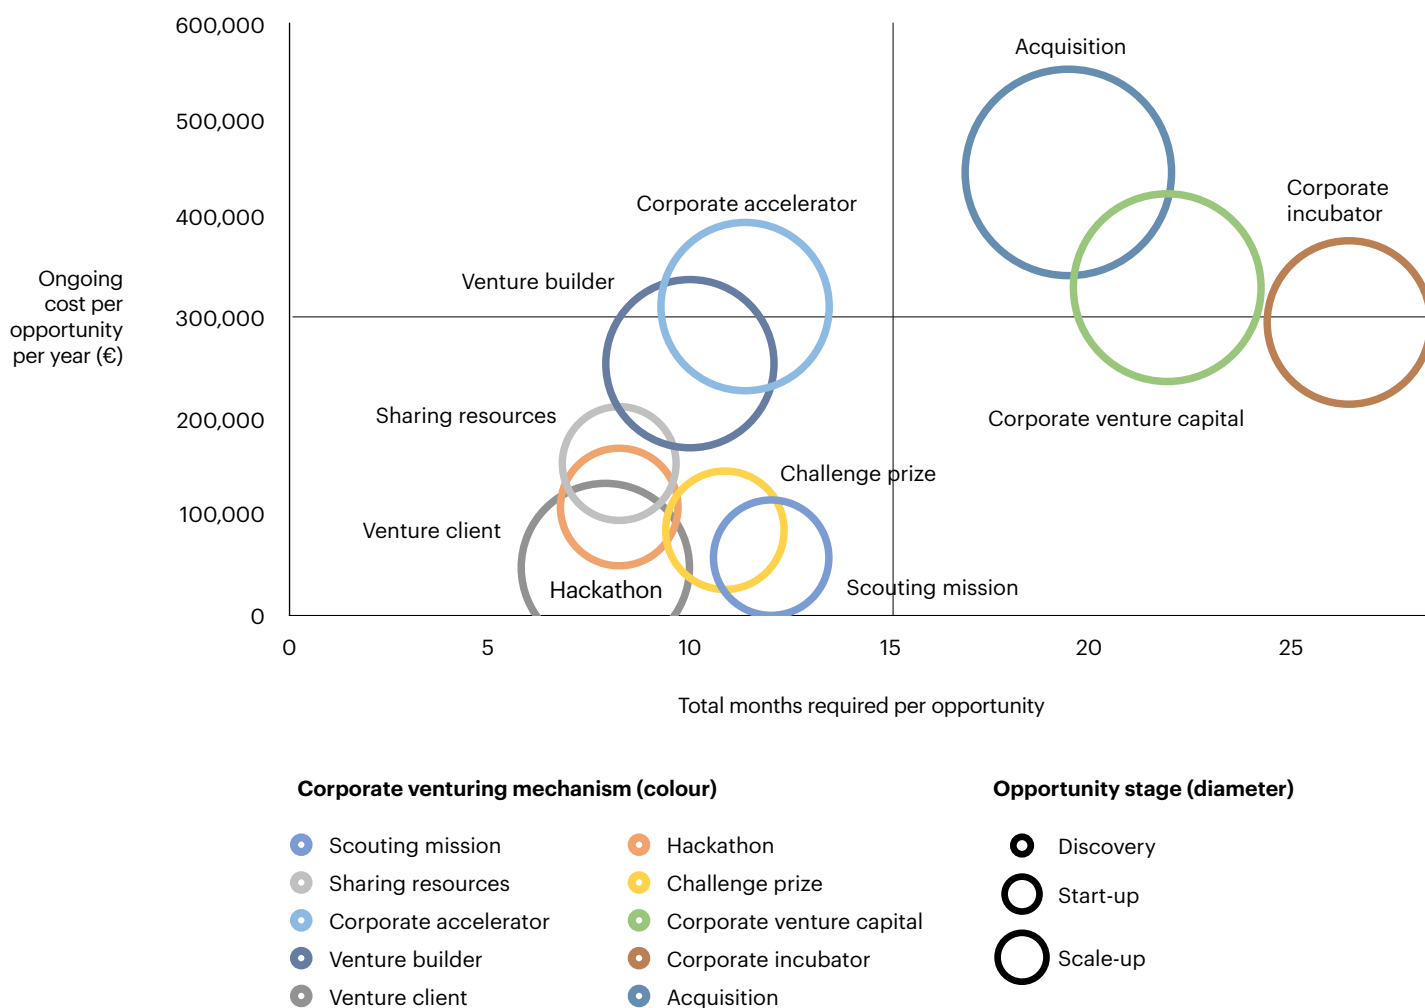 600,000
500,000
400,000
300,000
200,000
100,000
0
Ongoing
cost per
opportunity
per year (€)
Acquisition
Corporate
incubator
Corporate accelerator
Venture builder
Sharing resources
Corporate venture capital
Challenge prize
Venture client
Hackathon
Scouting mission
0
5
10
15
20
25
Total months required per opportunity
Corporate venturing mechanism (colour)
Scouting mission
Sharing resources
Corporate accelerator
Venture builder
Venture client
Hackathon
Challenge prize
Corporate venture capital
Corporate incubator
Acquisition
Opportunity stage (diameter)
Discovery
Start-up
Scale-up